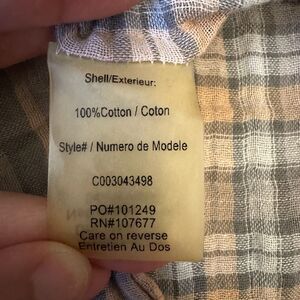 Shell/Exterieur:
100%Cotton / Coton
Style# / Numero de Modele
C003043498
PO#101249
RN#107677
Care on reverse
Entretien Au Dos